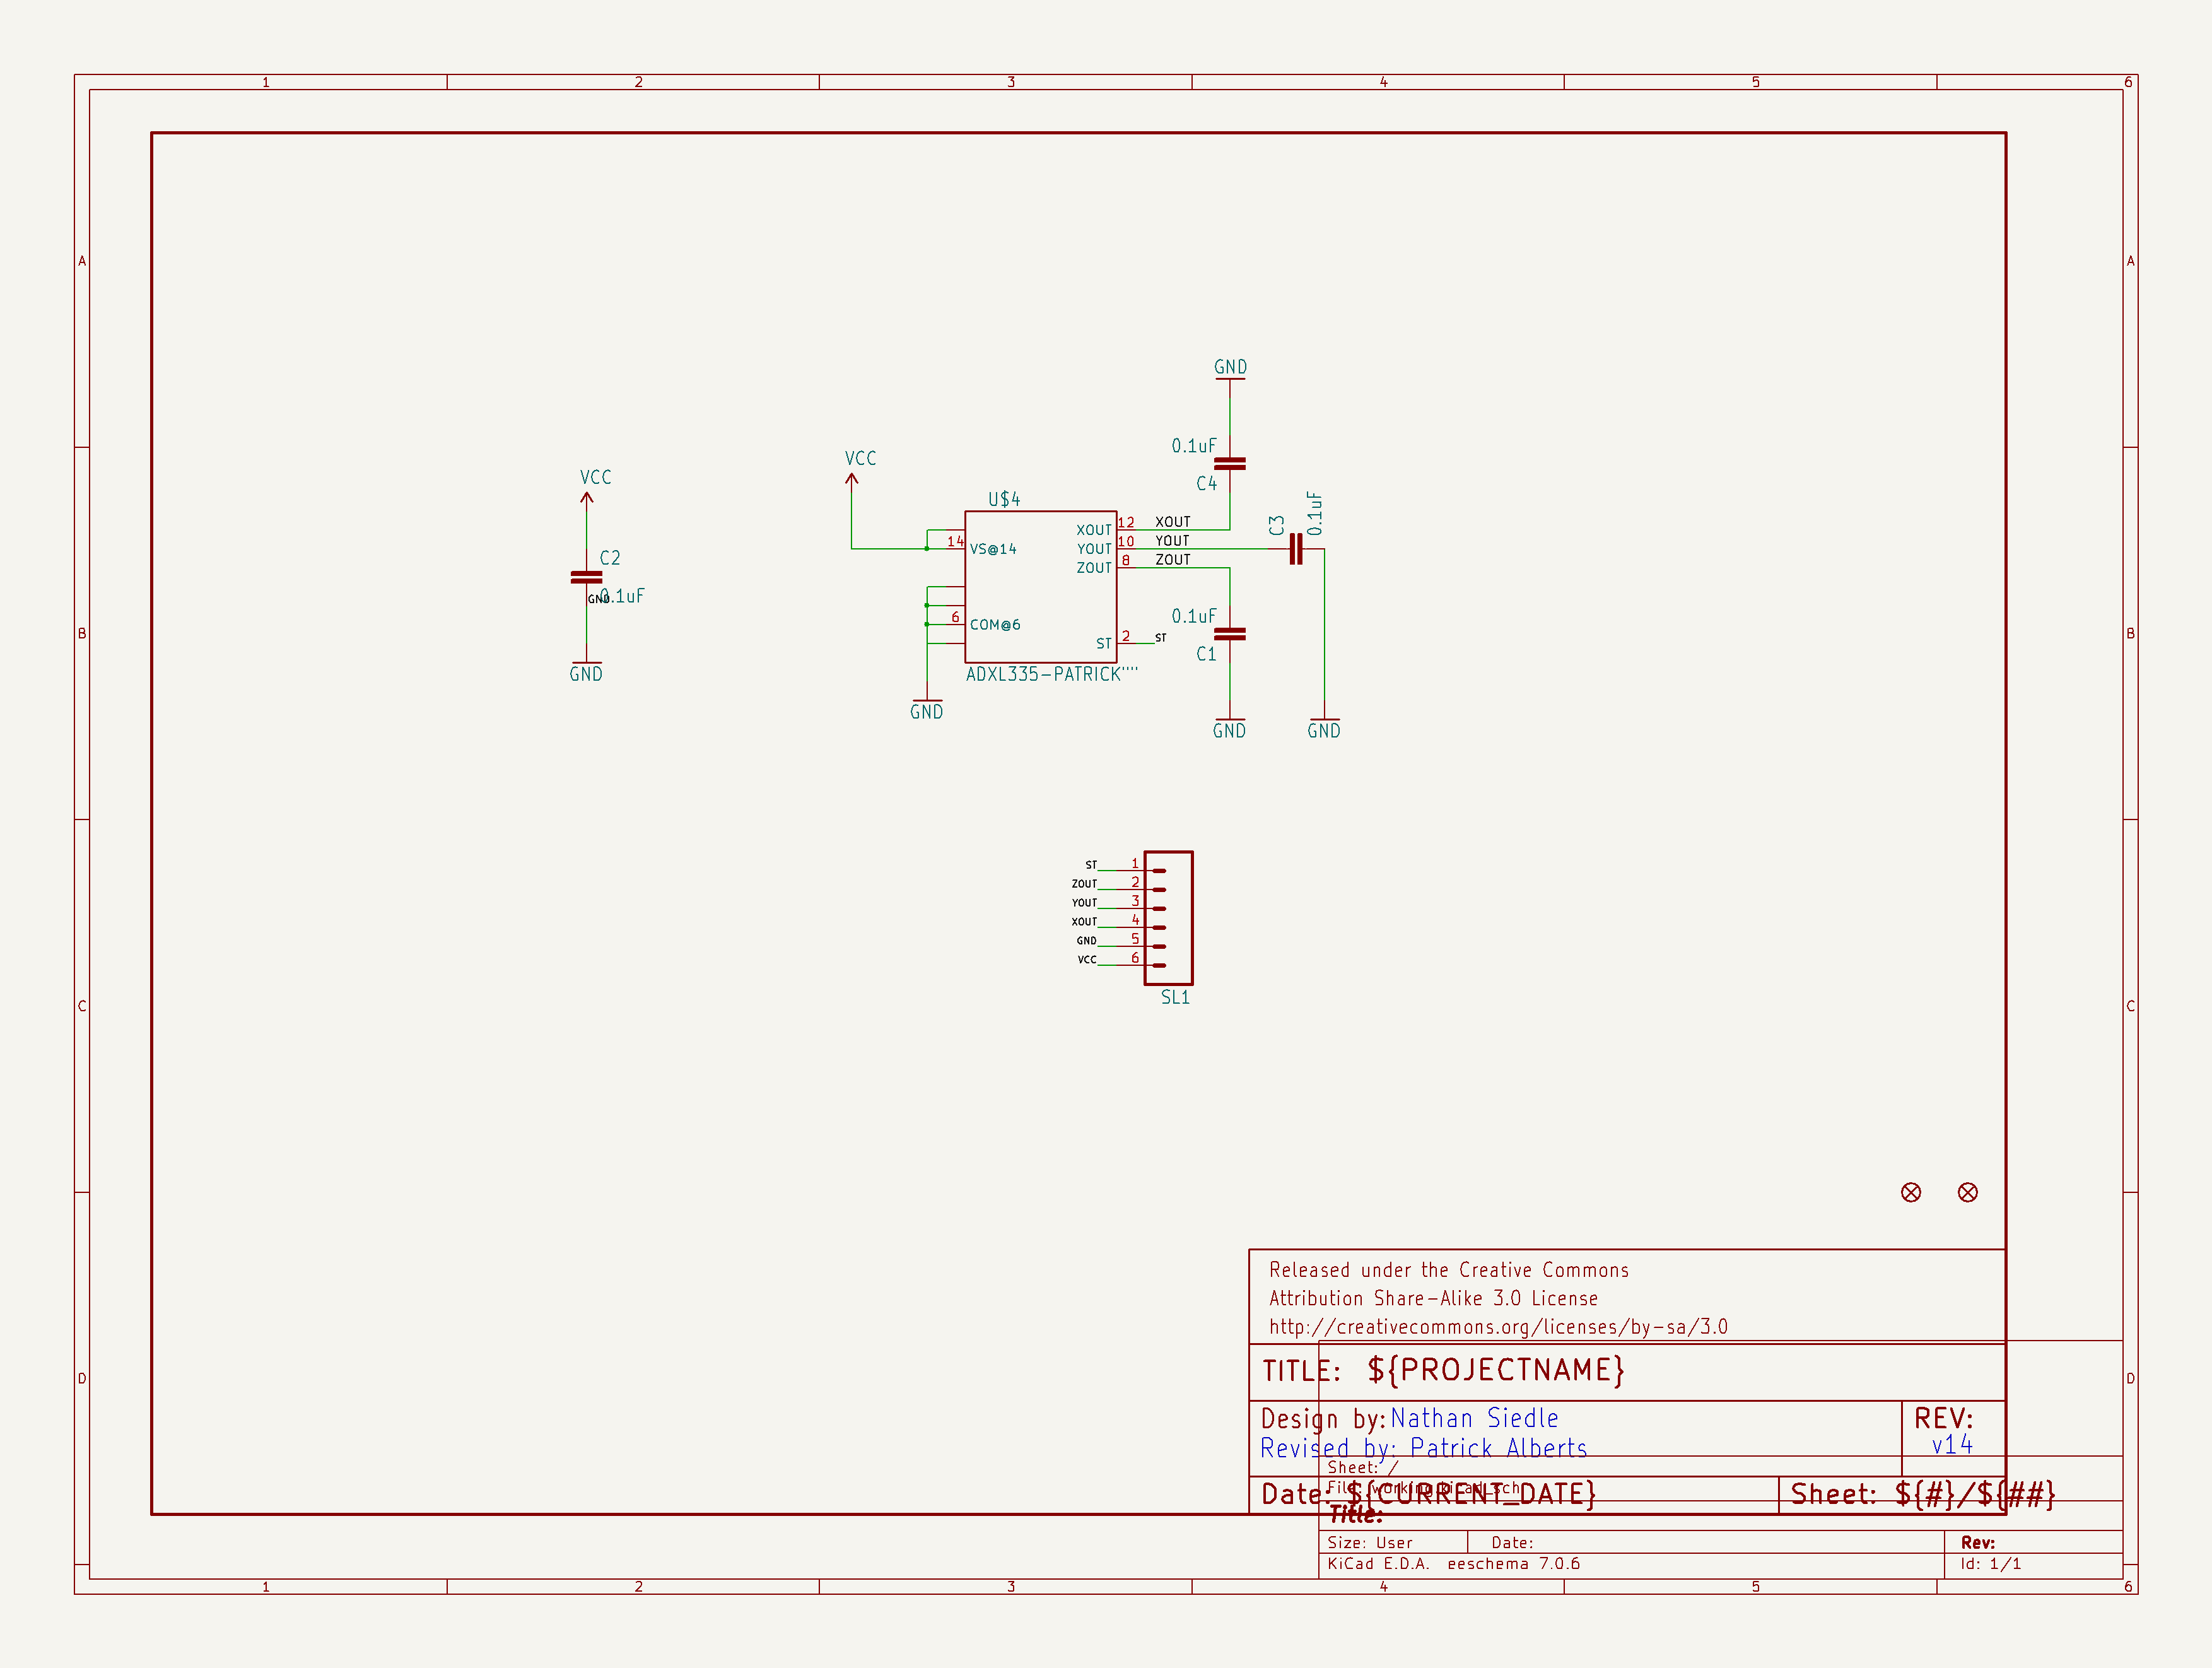 1 2 3 4 5 6
A A
GND
0.1uF
C4
VCC
VCC
U$4
C3
0.1uF
12 XOUT
XOUT
14 VS@14
10 YOUT
YOUT
8 ZOUT
ZOUT
C2
0.1uF
GND
GND
0.1uF
C1
6 COM@6
2 ST
ST
ADXL335-PATRICK""
GND
GND
GND
B B
ST 1
ZOUT 2
YOUT 3
XOUT 4
GND 5
VCC 6
SL1
C C
Released under the Creative Commons
Attribution Share-Alike 3.0 License
http://creativecommons.org/licenses/by-sa/3.0
TITLE: ${PROJECTNAME}
D D
Design by: Nathan Siedle
REV:
Revised by: Patrick Alberts
v14
Sheet: /
File: working.kicad_sch
Date: ${CURRENT_DATE}
Sheet: ${#}/${##}
Title:
Size: User Date: Rev:
KiCad E.D.A. eeschema 7.0.6 Id: 1/1
1 2 3 4 5 6